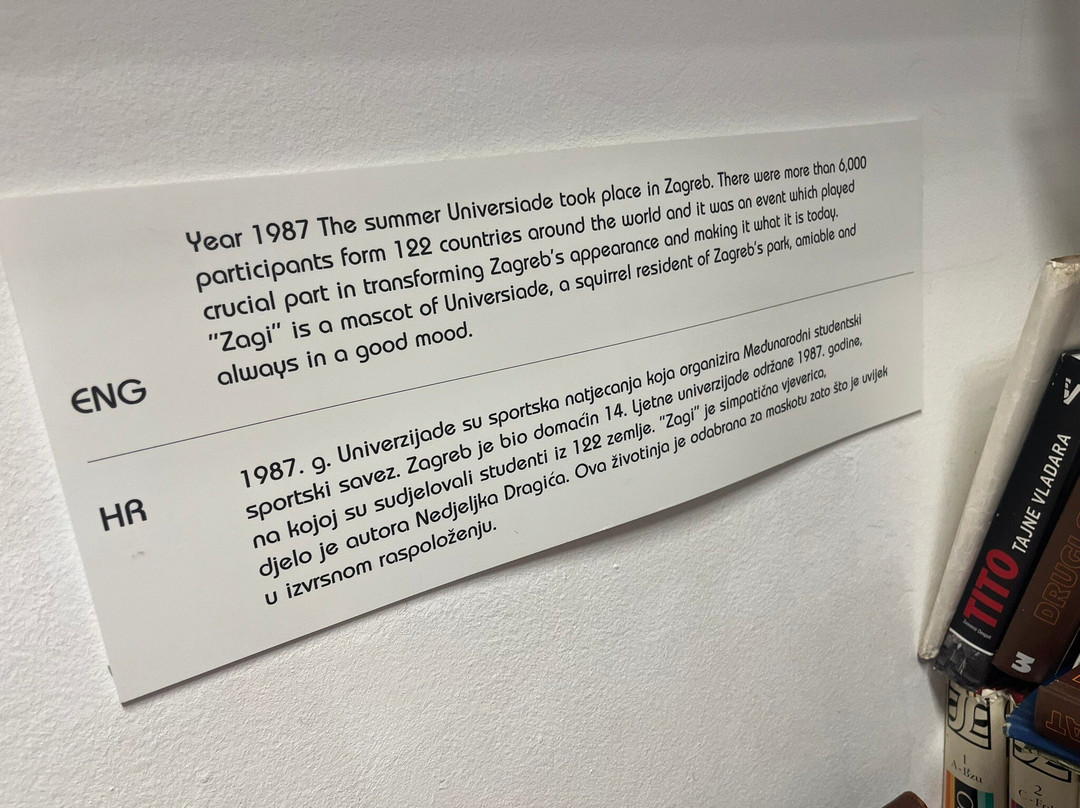 Year 1987 The summer Universiade took place in Zagreb. There were more than 6,000
participants form 122 countries around the world and it was an event which played
crucial part in transforming Zagreb's appearance and making it what it is today.
"Zagi" is a mascot of Universiade, a squirrel resident of Zagreb's park, amiable and
always in a good mood.
ENG
1987. g. Univerzijade su sportska natjecanja koja organizira Međunarodni studentski
sportski savez. Zagreb je bio domaćin 14. Ljetne univerzijade održane 1987. godine,
na kojoj su sudjelovali studenti iz 122 zemlje. "Zagi" je simpatična vjeverica,
djelo je autora Nedjeljka Dragića. Ova životinja je odabrana za maskotu zato što je uvijek
u izvrsnom raspoloženju.
HR
TITO TAJNE VLADARA
1
A-Bzu
2